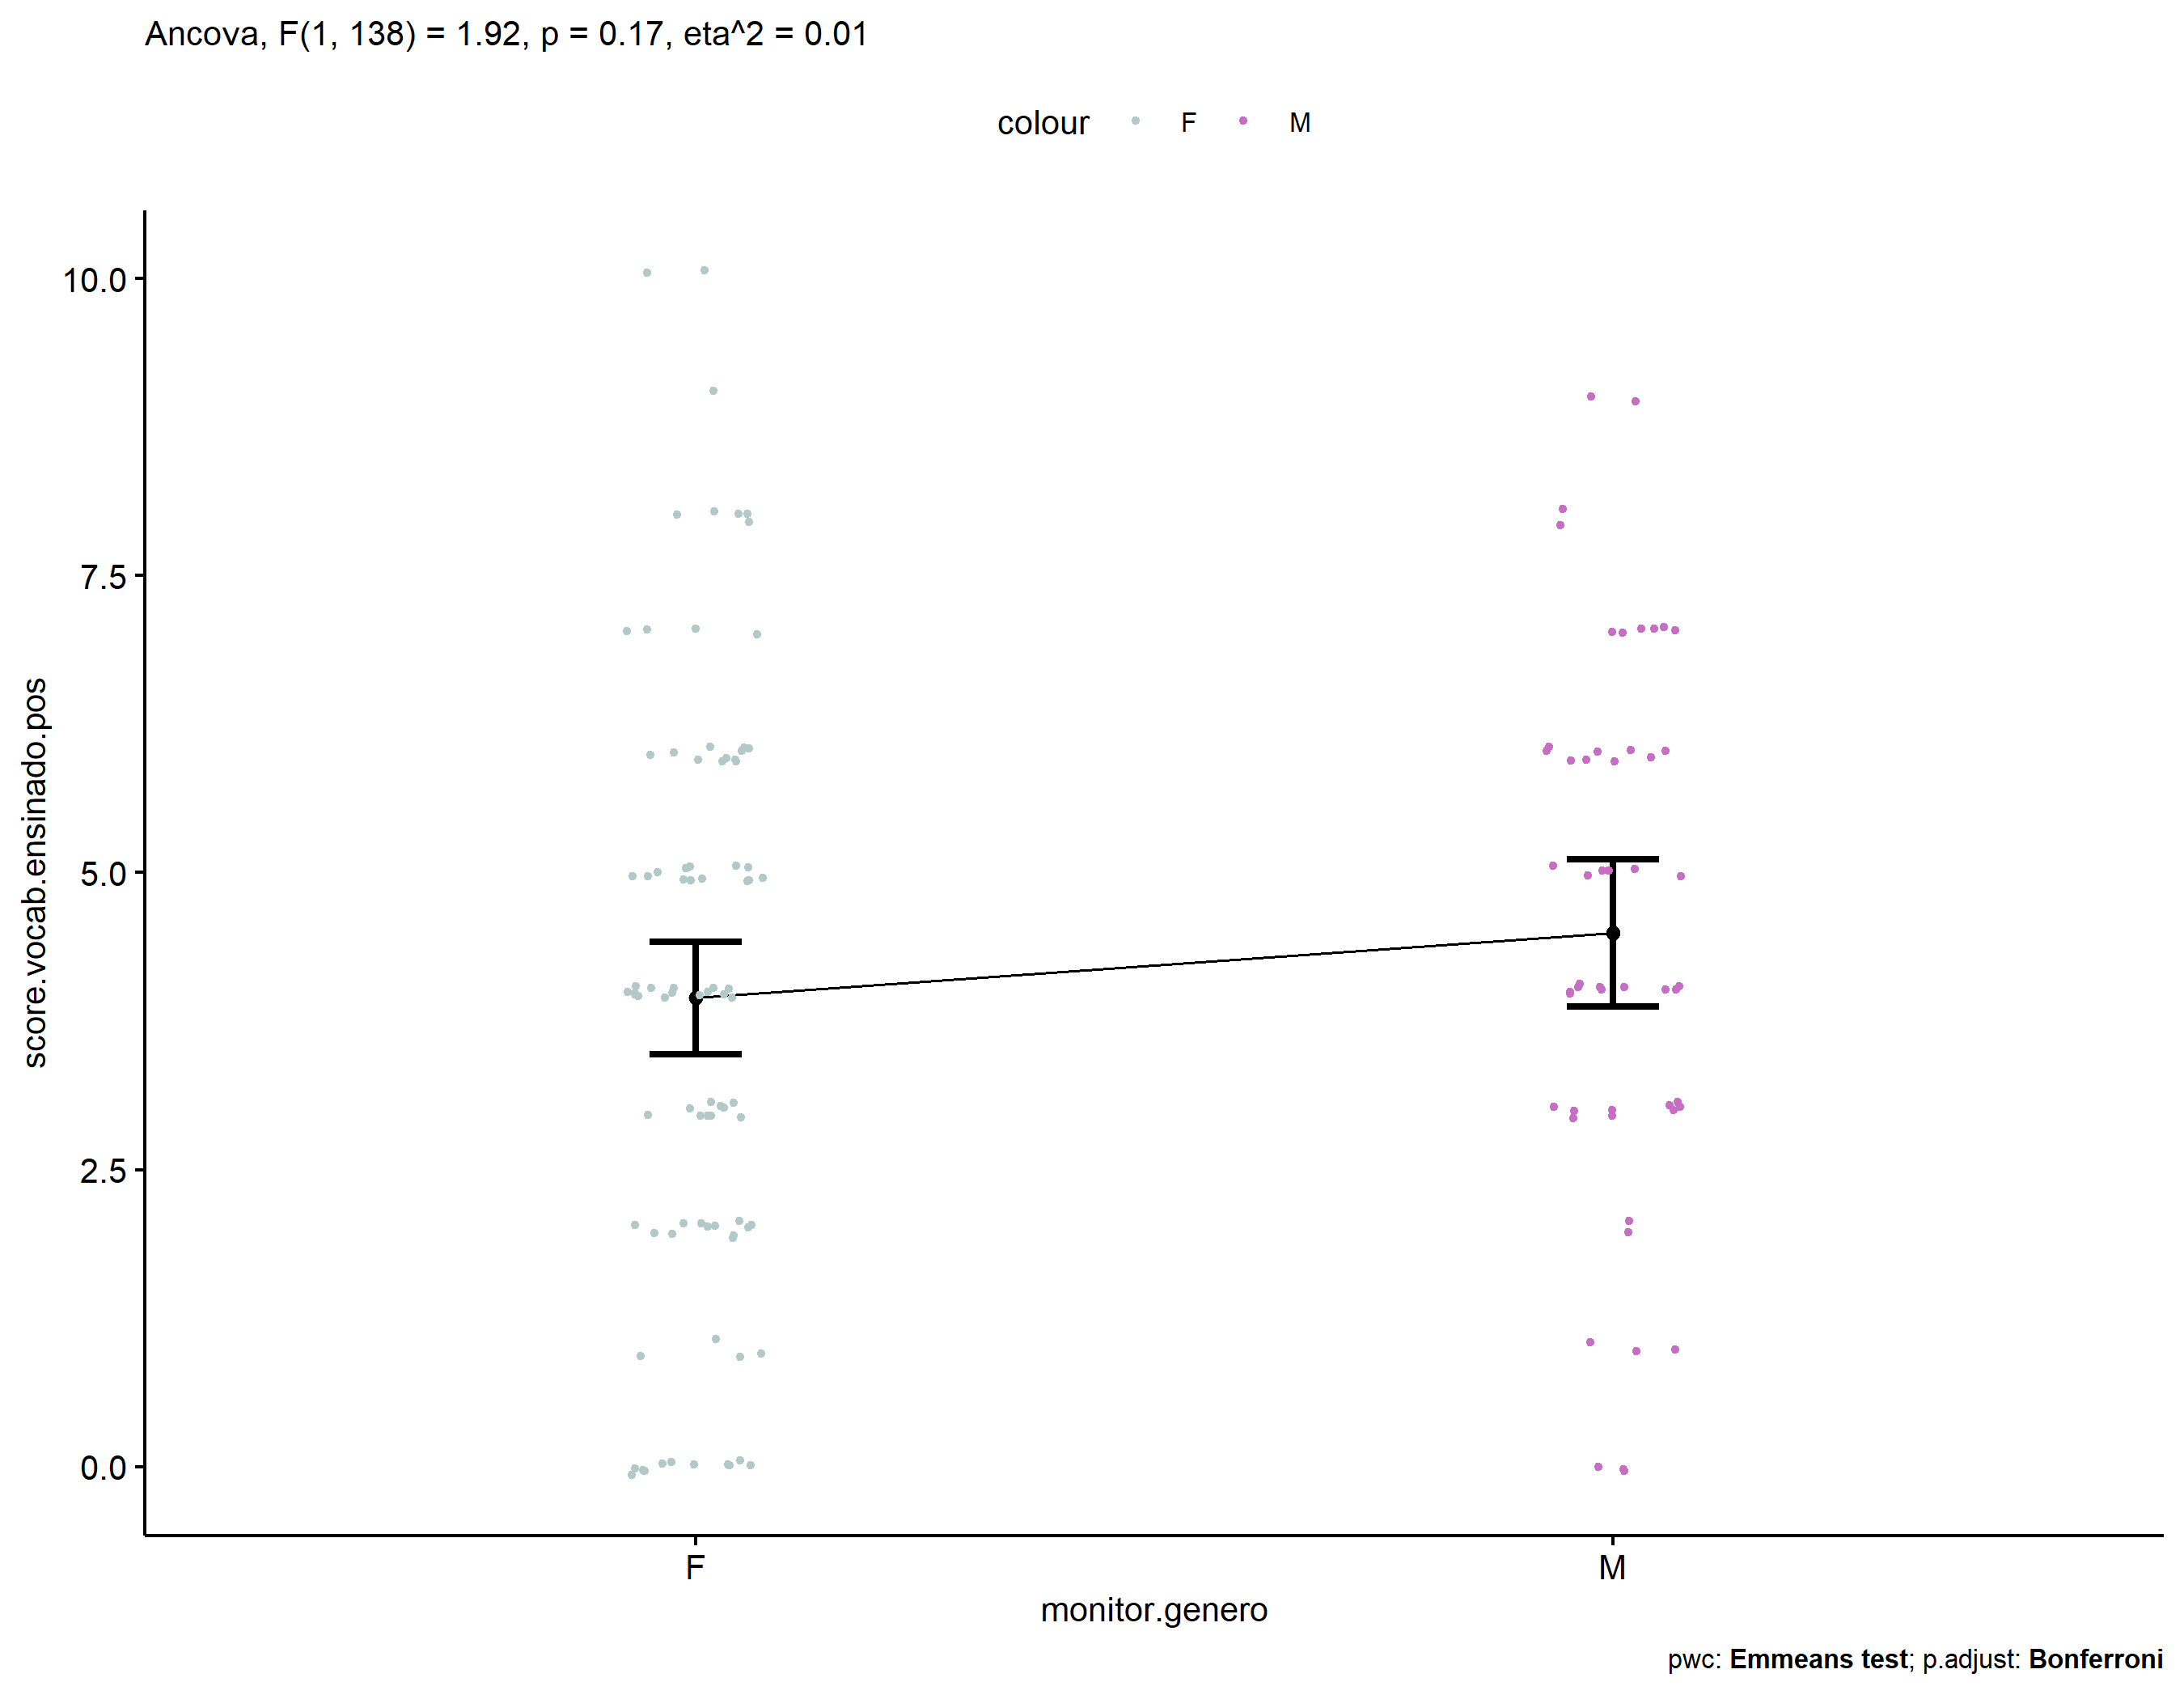 Ancova, F(1, 138) = 1.92, p = 0.17, eta^2 = 0.01
colour F M
10.0
7.5
5.0
2.5
0.0
score.vocab.ensinado.pos
F M
monitor.genero
pwc: Emmeans test; p.adjust: Bonferroni